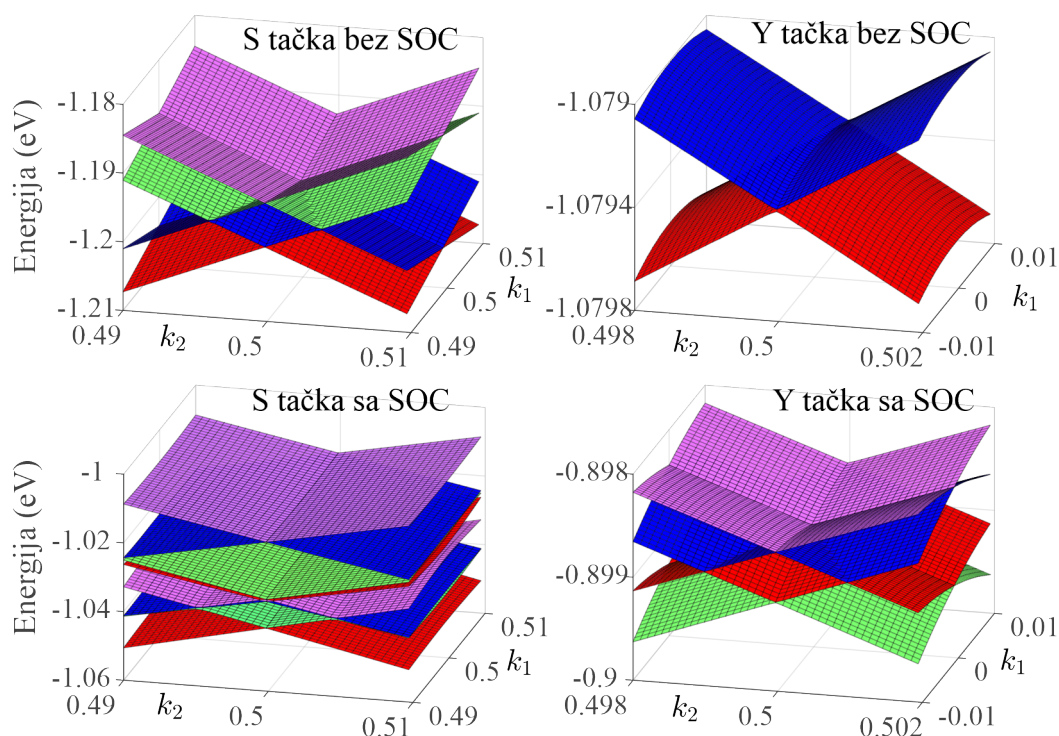 S tačka bez SOC
Energija (eV)
-1.18
-1.19
-1.2
-1.21
0.49
0.5
0.51
k2
0.49
0.5
0.51
k1
Y tačka bez SOC
-1.079
-1.0794
-1.0798
0.498
0.5
0.502
k2
-0.01
0
0.01
k1
S tačka sa SOC
Energija (eV)
-1
-1.02
-1.04
-1.06
0.49
0.5
0.51
k2
0.49
0.5
0.51
k1
Y tačka sa SOC
-0.898
-0.899
-0.9
0.498
0.5
0.502
k2
-0.01
0
0.01
k1